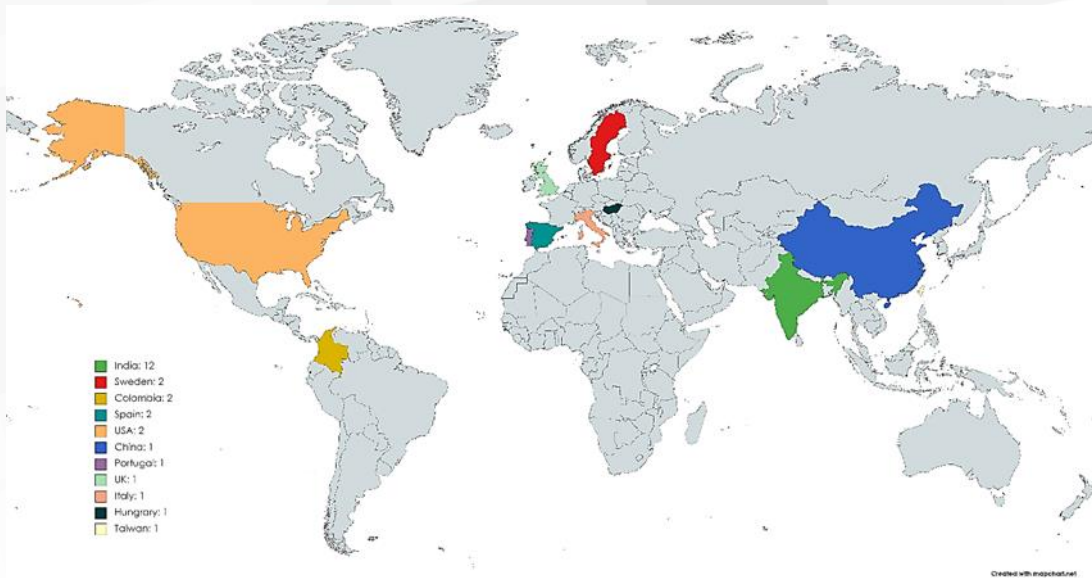 India: 12
Sweden: 2
Colombia: 2
Spain: 2
USA: 2
China: 1
Portugal: 1
UK: 1
Italy: 1
Hungrary: 1
Taiwan: 1
Created with mapchart.net